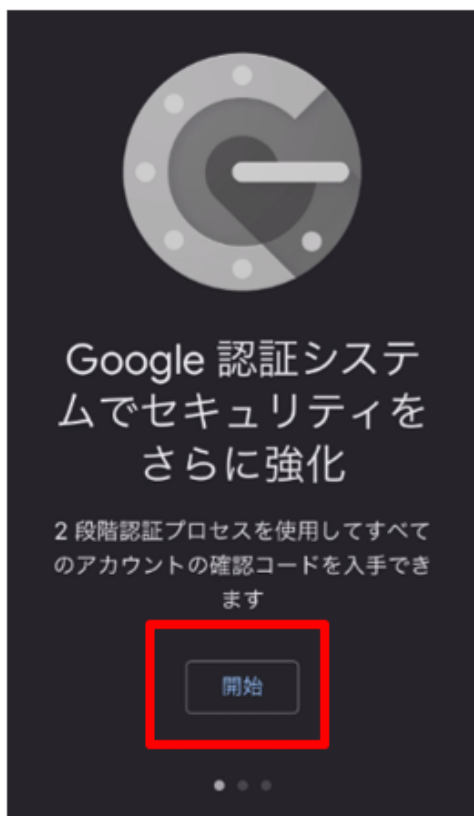 Google 認証システ
ムでセキュリティを
さらに強化
2 段階認証プロセスを使用してすべて
のアカウントの確認コードを入手でき
ます
開始